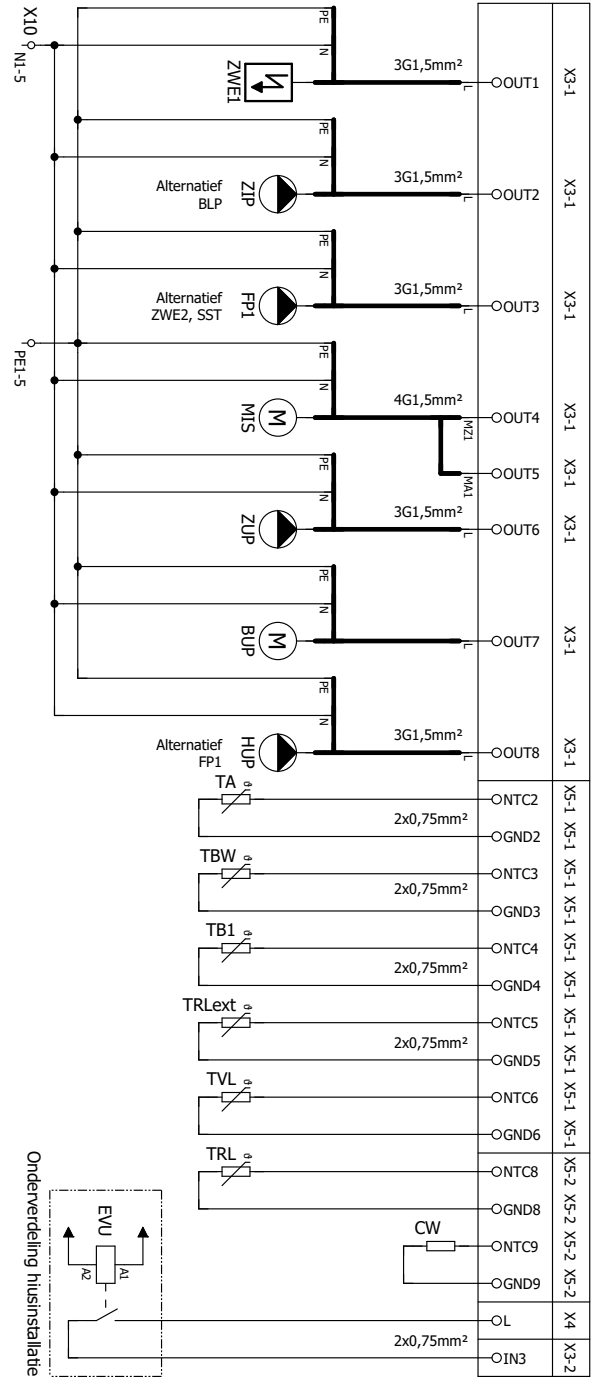 X10
N1-5
PE
N
ZWE1
3G1,5mm²
L
OUT1
X3-1
PE
N
Alternatief
BLP
ZIP
3G1,5mm²
L
OUT2
X3-1
PE
N
Alternatief
ZWE2, SST
FP1
3G1,5mm²
L
OUT3
X3-1
PE1-5
PE
N
MIS
M
4G1,5mm²
MZ1
OUT4
X3-1
MA1
OUT5
X3-1
PE
N
ZUP
3G1,5mm²
L
OUT6
X3-1
PE
N
BUP
M
L
OUT7
X3-1
PE
N
Alternatief
FP1
HUP
3G1,5mm²
L
OUT8
X3-1
TA
ϑ
NTC2
X5-1
2x0,75mm²
GND2
X5-1
TBW
ϑ
NTC3
X5-1
2x0,75mm²
GND3
X5-1
TB1
ϑ
NTC4
X5-1
2x0,75mm²
GND4
X5-1
TRLext
ϑ
NTC5
X5-1
2x0,75mm²
GND5
X5-1
TVL
ϑ
NTC6
X5-1
GND6
X5-1
TRL
ϑ
NTC8
X5-2
GND8
X5-2
CW
NTC9
X5-2
GND9
X5-2
Onderverdeling hiusinstallatie
EVU
A1
A2
L
X4
2x0,75mm²
IN3
X3-2